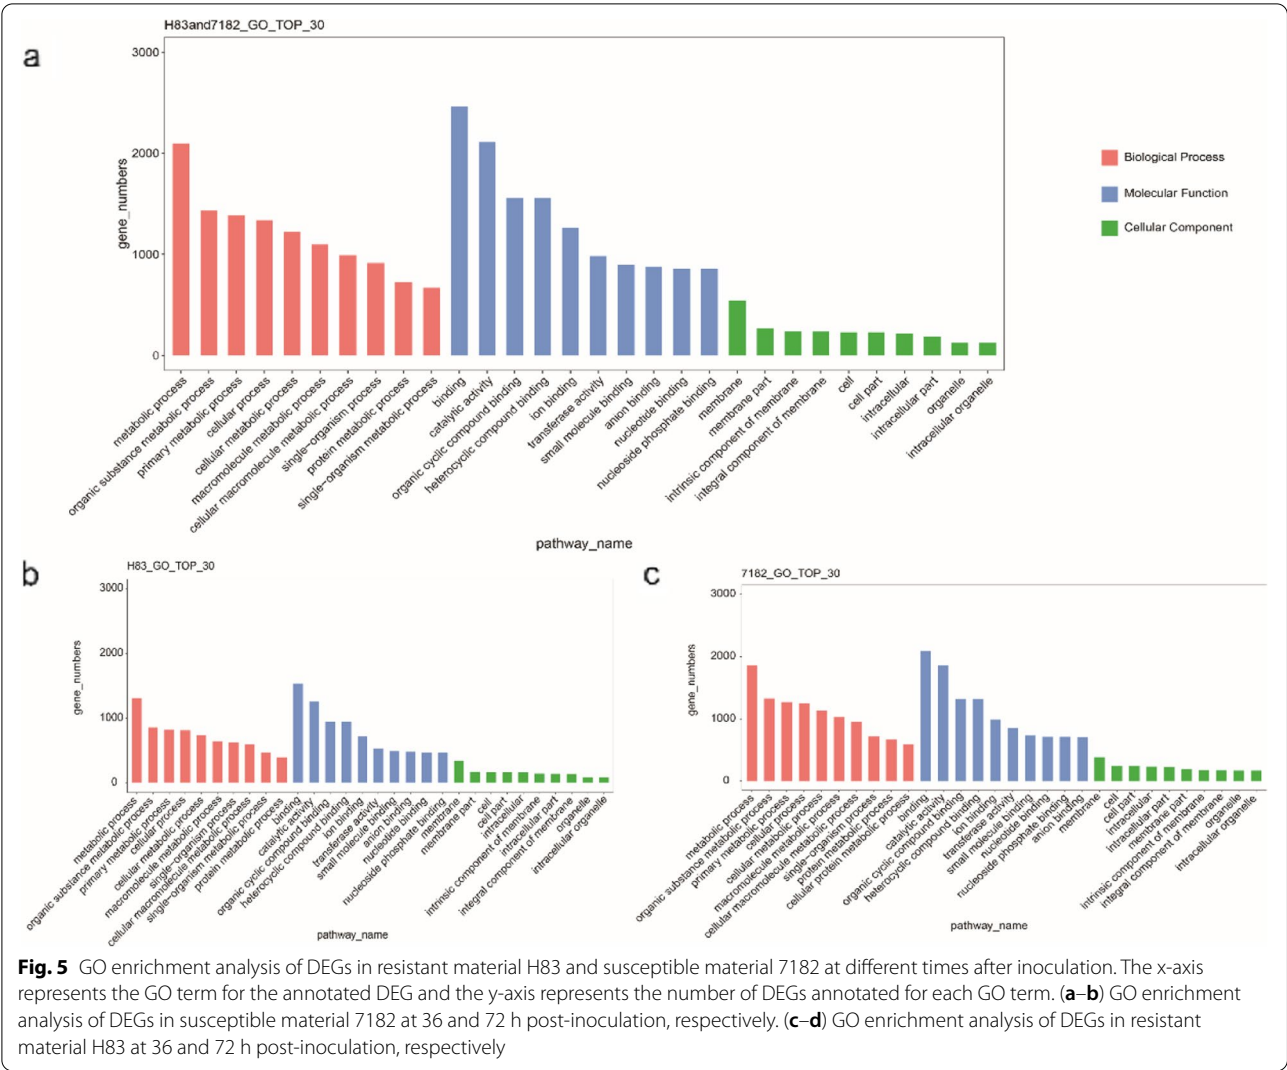 H83and7182_GO_TOP_30
a
3000
2000
1000
0
gene_numbers
Biological Process
Molecular Function
Cellular Component
metabolic process
organic substance metabolic process
primary metabolic process
cellular process
cellular metabolic process
macromolecule metabolic process
cellular macromolecule metabolic process
single-organism process
protein metabolic process
single-organism metabolic process
binding
catalytic activity
organic cyclic compound binding
heterocyclic compound binding
ion binding
transferase activity
small molecule binding
anion binding
nucleotide binding
nucleoside phosphate binding
membrane
membrane part
intrinsic component of membrane
integral component of membrane
cell
cell part
intracellular
intracellular part
organelle
intracellular organelle
pathway_name
b
H83_GO_TOP_30
3000
2000
1000
0
gene_numbers
metabolic process
organic substance metabolic process
primary metabolic process
cellular process
cellular metabolic process
macromolecule metabolic process
single-organism process
cellular macromolecule metabolic process
single-organism metabolic process
protein metabolic process
binding
catalytic activity
organic cyclic compound binding
heterocyclic compound binding
ion binding
transferase activity
small molecule binding
anion binding
nucleotide binding
nucleoside phosphate binding
membrane
membrane part
cell
cell part
intracellular
intrinsic component of membrane
intracellular part
integral component of membrane
organelle
intracellular organelle
pathway_name
c
7182_GO_TOP_30
3000
2000
1000
0
gene_numbers
metabolic process
organic substance metabolic process
primary metabolic process
cellular process
cellular metabolic process
macromolecule metabolic process
cellular macromolecule metabolic process
single-organism process
protein metabolic process
cellular protein metabolic process
binding
catalytic activity
organic cyclic compound binding
heterocyclic compound binding
ion binding
transferase activity
small molecule binding
nucleotide binding
nucleoside phosphate binding
anion binding
membrane
cell
cell part
intracellular
intracellular part
membrane part
intrinsic component of membrane
integral component of membrane
organelle
intracellular organelle
pathway_name
Fig. 5 GO enrichment analysis of DEGs in resistant material H83 and susceptible material 7182 at different times after inoculation. The x-axis
represents the GO term for the annotated DEG and the y-axis represents the number of DEGs annotated for each GO term. (a–b) GO enrichment
analysis of DEGs in susceptible material 7182 at 36 and 72 h post-inoculation, respectively. (c–d) GO enrichment analysis of DEGs in resistant
material H83 at 36 and 72 h post-inoculation, respectively